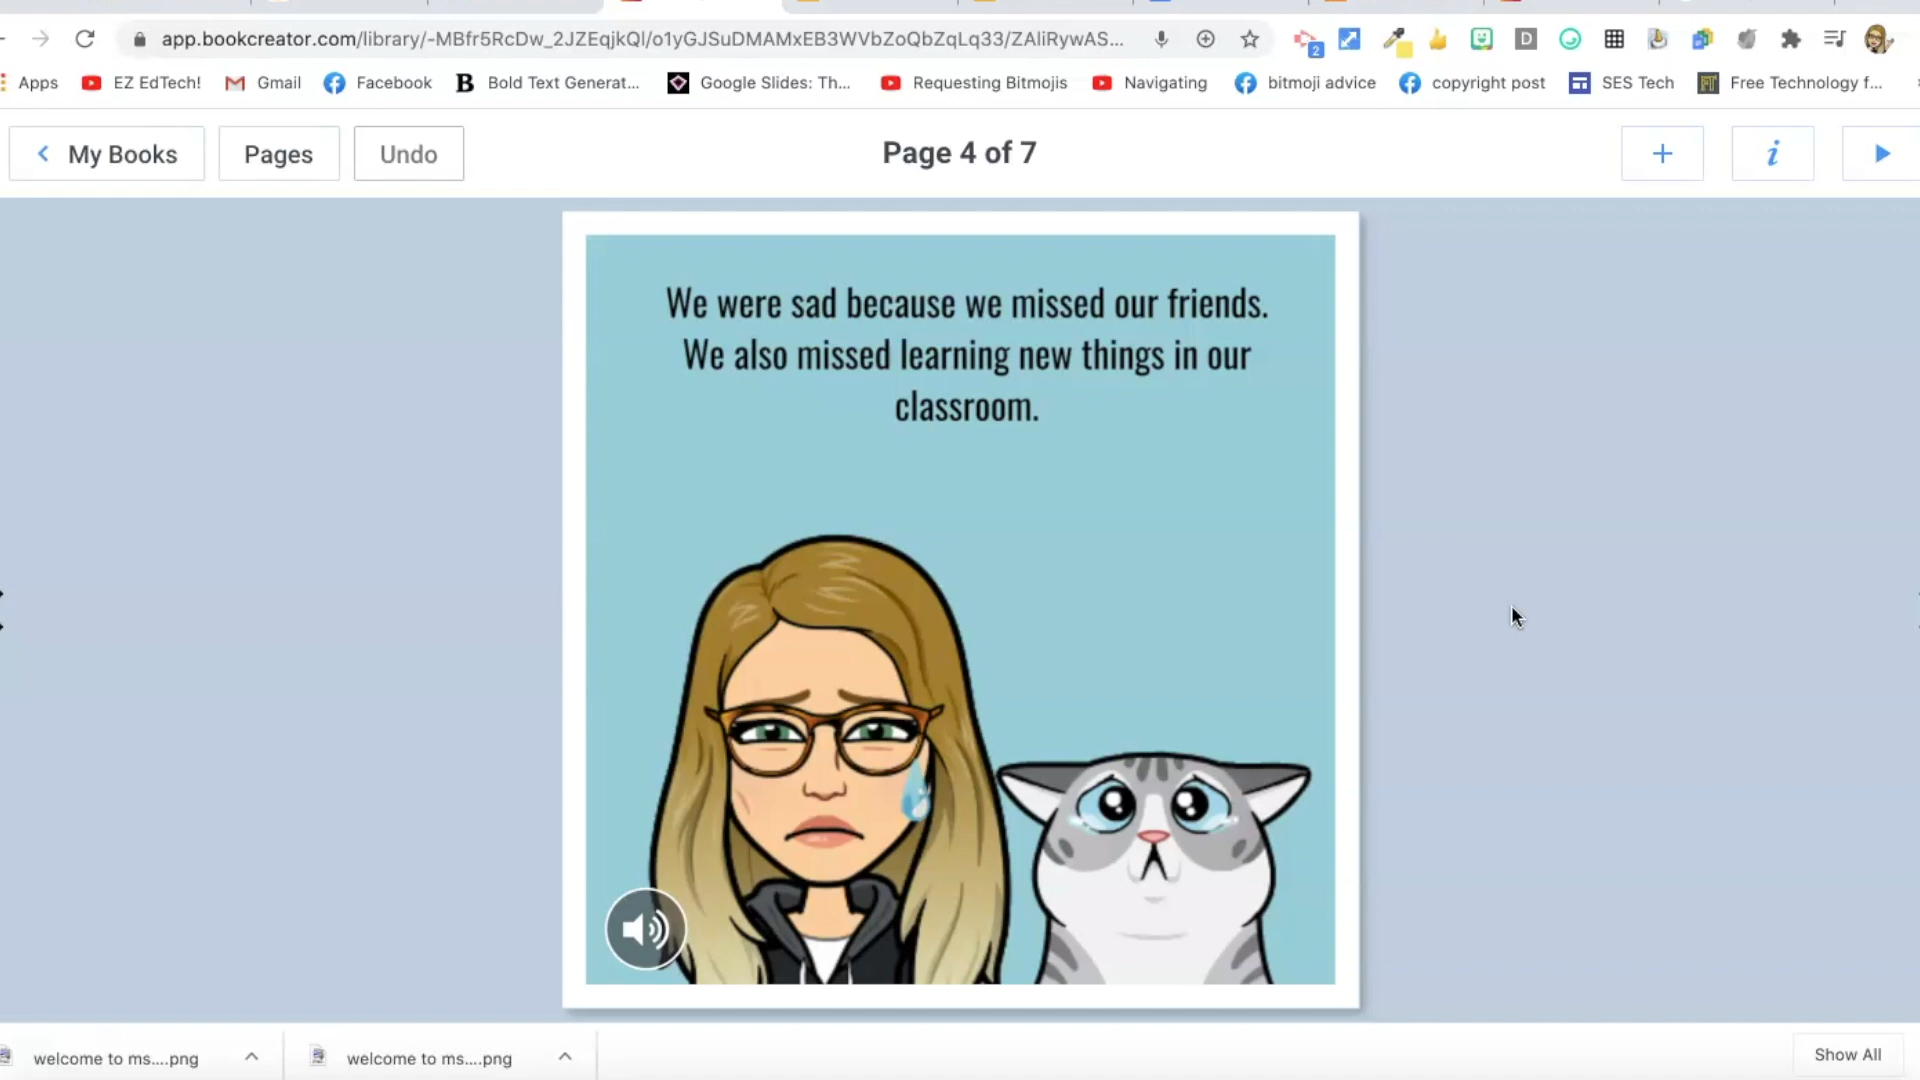 app.bookcreator.com/library/-MBfr5RcDw_2JZEqjkQl/o1yGJSuDMAMxEB3WVbZoQbZqLq33/ZAliRywAS...
2
D
Apps
EZ EdTech!
Gmail
Facebook
B Bold Text Generat...
Google Slides: Th...
Requesting Bitmojis
Navigating
bitmoji advice
copyright post
SES Tech
Free Technology f...
My Books
Pages
Undo
Page 4 of 7
+
i
We were sad because we missed our friends.
We also missed learning new things in our
classroom.
welcome to ms....png
welcome to ms....png
Show All